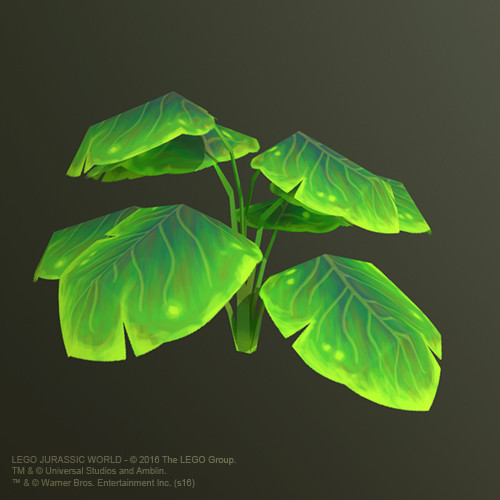 LEGO JURASSIC WORLD - © 2016 The LEGO Group.
TM & © Universal Studios and Amblin.
™ & © Warner Bros. Entertainment Inc. (s16)